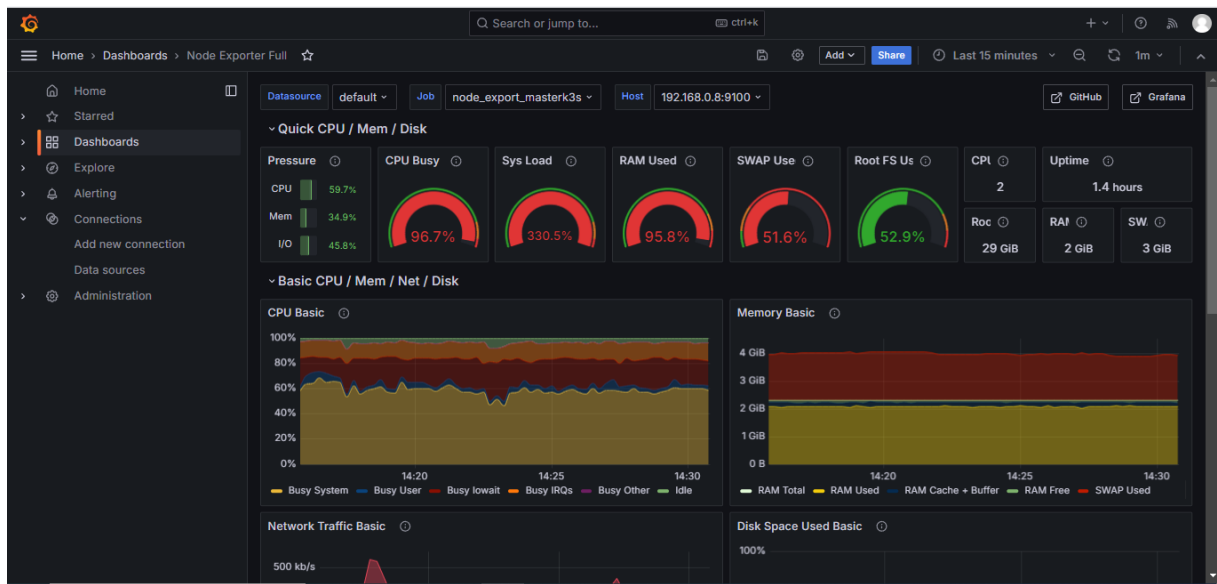 Search or jump to... ctrl+k
Home › Dashboards › Node Exporter Full Add Share Last 15 minutes 1m
Home
Starred
Dashboards
Explore
Alerting
Connections
Add new connection
Data sources
Administration
Datasource default Job node_export_masterk3s Host 192.168.0.8:9100 GitHub Grafana
Quick CPU / Mem / Disk
Pressure
CPU 59.7%
Mem 34.9%
I/O 45.8%
CPU Busy
96.7%
Sys Load
330.5%
RAM Used
95.8%
SWAP Use
51.6%
Root FS Us
52.9%
CPU
2
Uptime
1.4 hours
Roc
29 GiB
RAM
2 GiB
SW.
3 GiB
Basic CPU / Mem / Net / Disk
CPU Basic
100%
80%
60%
40%
20%
0%
14:20 14:25 14:30
Busy System Busy User Busy Iowait Busy IRQs Busy Other Idle
Memory Basic
4 GiB
3 GiB
2 GiB
1 GiB
0 B
14:20 14:25 14:30
RAM Total RAM Used RAM Cache + Buffer RAM Free SWAP Used
Network Traffic Basic
500 kb/s
Disk Space Used Basic
100%